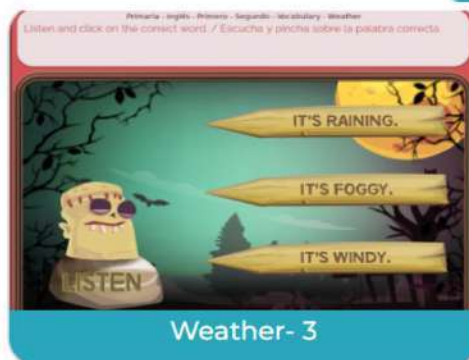 Primaria - Inglés - Primero - Segundo - Vocabulary - Weather
Listen and click on the correct word. / Escucha y pincha sobre la palabra correcta.
IT'S RAINING.
IT'S FOGGY.
IT'S WINDY.
LISTEN
Weather- 3